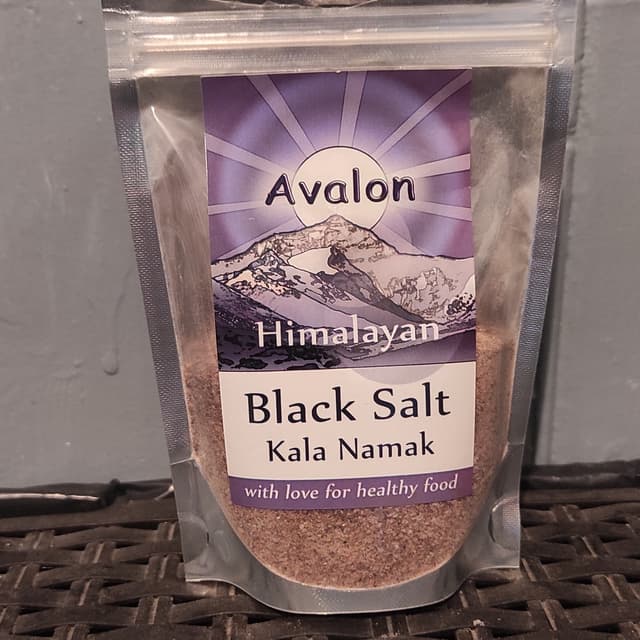 Avalon
Himalayan
Black Salt
Kala Namak
with love for healthy food